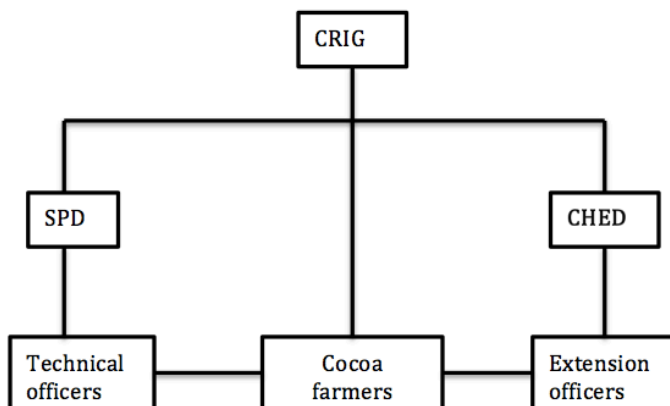 CRIG
SPD
CHED
Technical
officers
Cocoa
farmers
Extension
officers